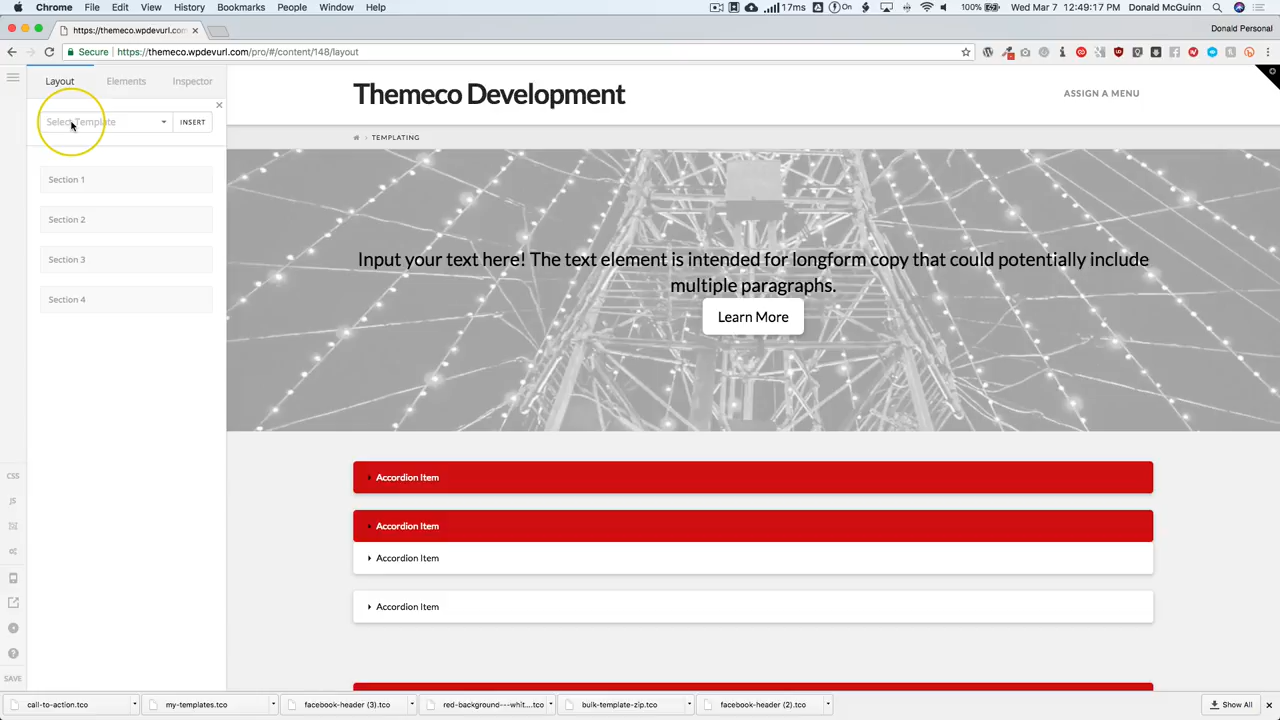 Chrome File Edit View History Bookmarks People Window Help 17ms On 100% Wed Mar 7 12:49:17 PM Donald McGuinn
https://themeco.wpdevurl.com/p Donald Personal
Secure https://themeco.wpdevurl.com/pro/#/content/148/layout
Layout Elements Inspector
Select Template INSERT
Section 1
Section 2
Section 3
Section 4
CSS
JS
SAVE
Themeco Development ASSIGN A MENU
TEMPLATING
Input your text here! The text element is intended for longform copy that could potentially include
multiple paragraphs.
Learn More
Accordion Item
Accordion Item
Accordion Item
Accordion Item
call-to-action.tco my-templates.tco facebook-header (3).tco red-background---whit....tco bulk-template-zip.tco facebook-header (2).tco Show All